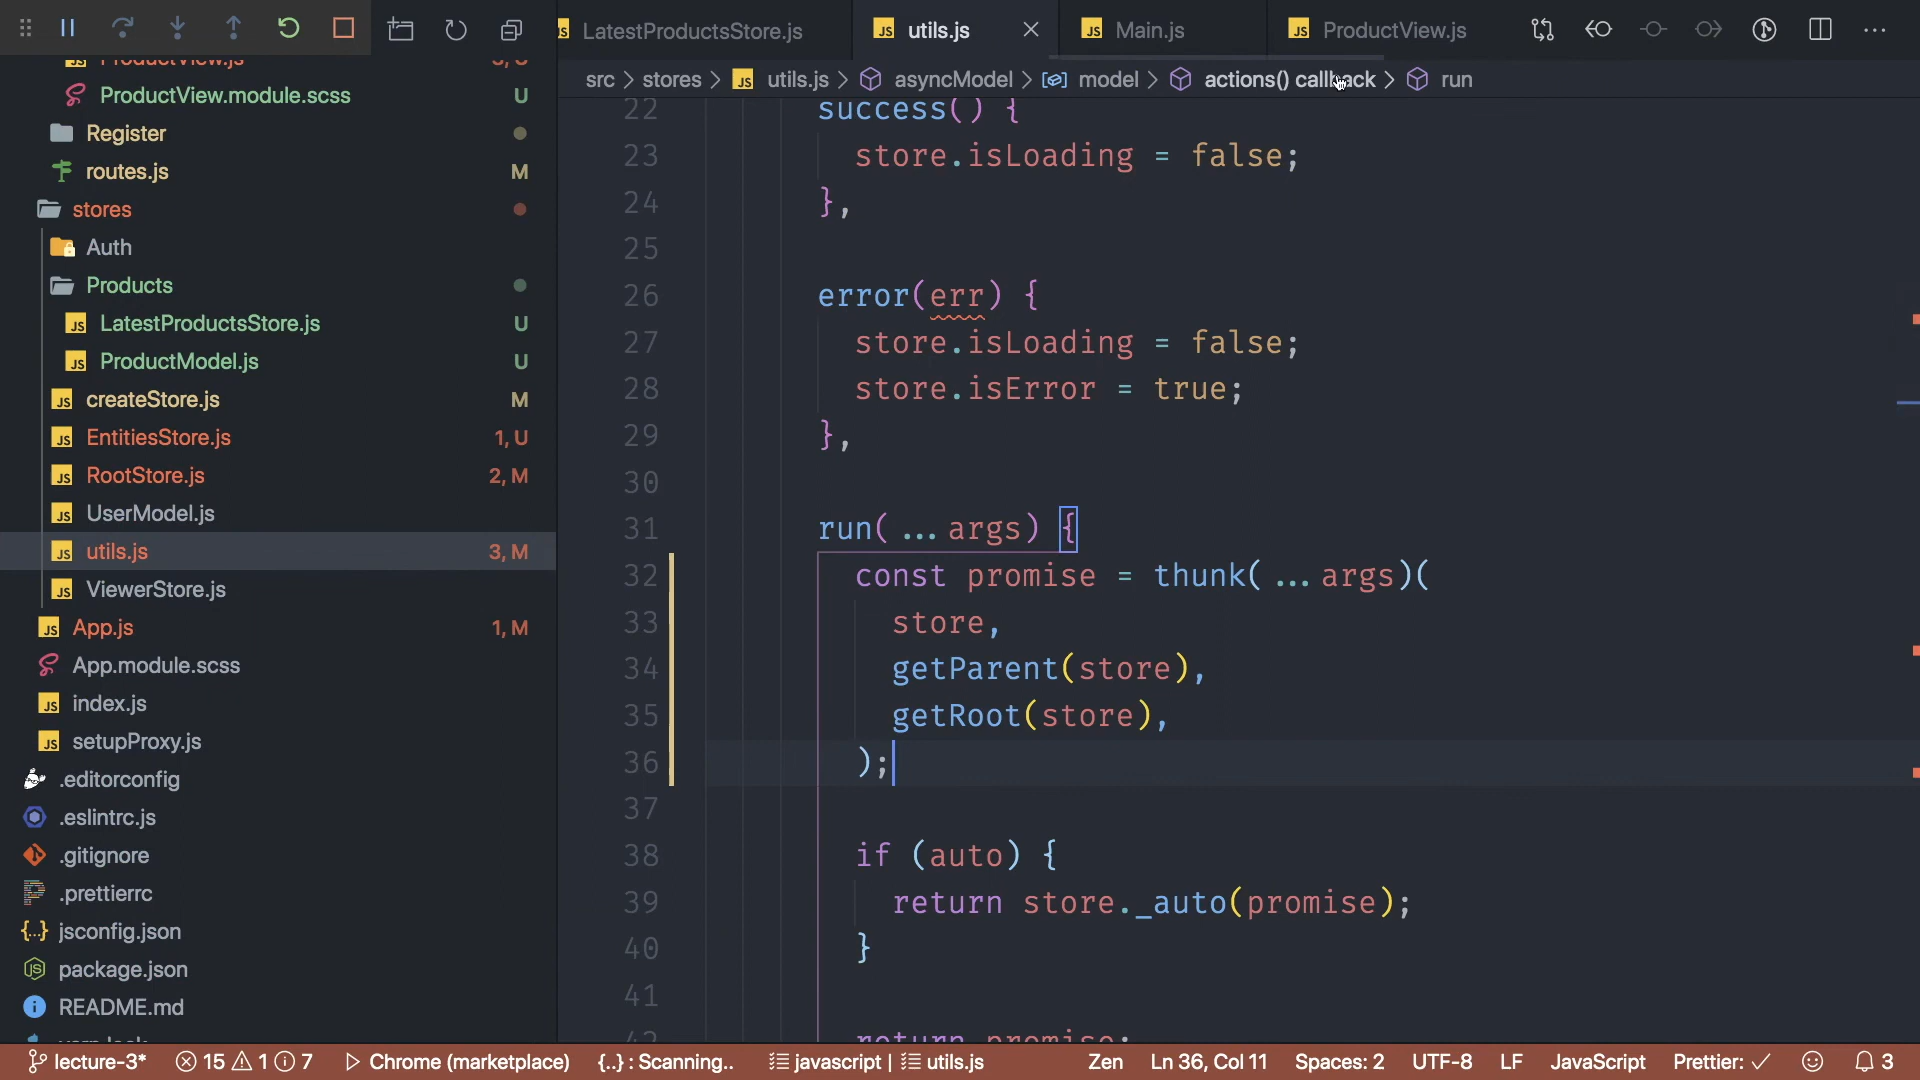 LatestProductsStore.js
utils.js
Main.js
ProductView.js
src > stores > utils.js > asyncModel > model > actions() callback > run
ProductView.js
ProductView.module.scss U
Register
routes.js M
stores
Auth
Products
LatestProductsStore.js U
ProductModel.js U
createStore.js M
EntitiesStore.js 1, U
RootStore.js 2, M
UserModel.js
utils.js 3, M
ViewerStore.js
App.js 1, M
App.module.scss
index.js
setupProxy.js
.editorconfig
.eslintrc.js
.gitignore
.prettierrc
jsconfig.json
package.json
README.md
22 success() {
23 store.isLoading = false;
24 },
25
26 error(err) {
27 store.isLoading = false;
28 store.isError = true;
29 },
30
31 run(...args) {
32 const promise = thunk(...args)(
33 store,
34 getParent(store),
35 getRoot(store),
36 );
37
38 if (auto) {
39 return store._auto(promise);
40 }
41
42 return promise;
lecture-3* 15 1 7 Chrome (marketplace) {..} : Scanning.. javascript | utils.js Zen Ln 36, Col 11 Spaces: 2 UTF-8 LF JavaScript Prettier: ✓ 3